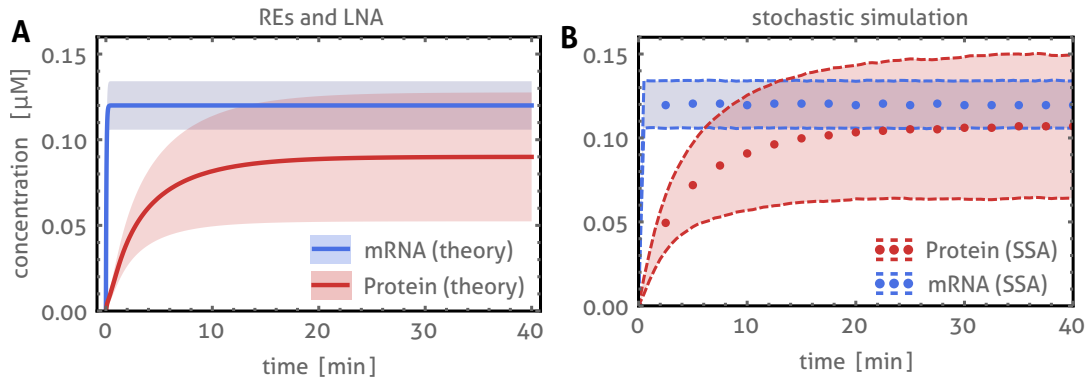 REs and LNA
A
0.15
0.10
0.05
0.00
concentration [μM]
mRNA (theory)
Protein (theory)
0 10 20 30 40
time [min]
stochastic simulation
B
0.15
0.10
0.05
0.00
Protein (SSA)
mRNA (SSA)
0 10 20 30 40
time [min]